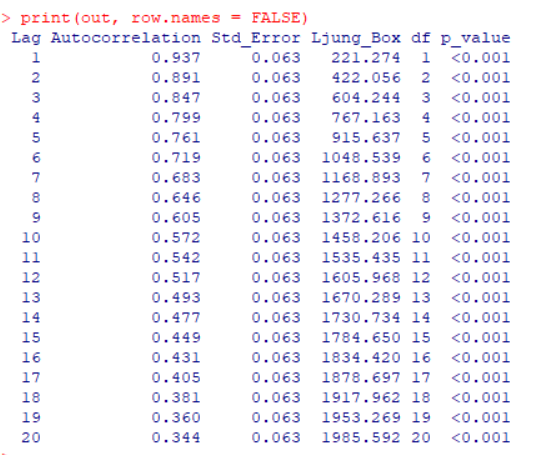 > print(out, row.names = FALSE)
Lag Autocorrelation Std_Error Ljung_Box df p_value
1 0.937 0.063 221.274 1 <0.001
2 0.891 0.063 422.056 2 <0.001
3 0.847 0.063 604.244 3 <0.001
4 0.799 0.063 767.163 4 <0.001
5 0.761 0.063 915.637 5 <0.001
6 0.719 0.063 1048.539 6 <0.001
7 0.683 0.063 1168.893 7 <0.001
8 0.646 0.063 1277.266 8 <0.001
9 0.605 0.063 1372.616 9 <0.001
10 0.572 0.063 1458.206 10 <0.001
11 0.542 0.063 1535.435 11 <0.001
12 0.517 0.063 1605.968 12 <0.001
13 0.493 0.063 1670.289 13 <0.001
14 0.477 0.063 1730.734 14 <0.001
15 0.449 0.063 1784.650 15 <0.001
16 0.431 0.063 1834.420 16 <0.001
17 0.405 0.063 1878.697 17 <0.001
18 0.381 0.063 1917.962 18 <0.001
19 0.360 0.063 1953.269 19 <0.001
20 0.344 0.063 1985.592 20 <0.001